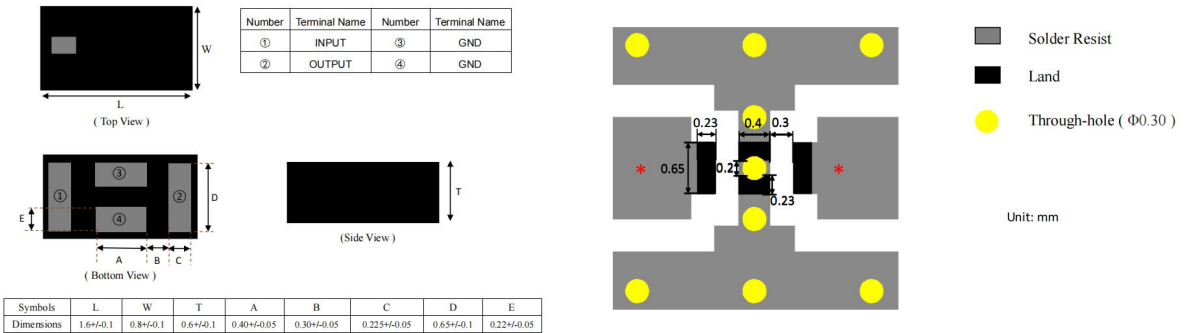 Number Terminal Name Number Terminal Name
① INPUT ③ GND
② OUTPUT ④ GND
W
L
( Top View )
① ③ ② ④
D
E
A B C
( Bottom View )
T
(Side View )
Symbols L W T A B C D E
Dimensions 1.6+/-0.1 0.8+/-0.1 0.6+/-0.1 0.40+/-0.05 0.30+/-0.05 0.225+/-0.05 0.65+/-0.1 0.22+/-0.05
0.23 0.4 0.3
* 0.65 0.2 *
0.23
Solder Resist
Land
Through-hole ( Φ0.30 )
Unit: mm